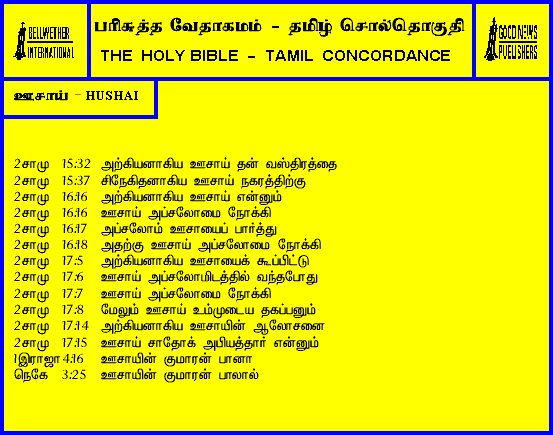 BELLWETHER
INTERNATIONAL
பரிசுத்த வேதாகமம் - தமிழ் சொல்தொகுதி
THE HOLY BIBLE - TAMIL CONCORDANCE
GOOD NEWS
PUBLISHERS
ஊசாய் - HUSHAI
2சாமு 15:32 அற்கியனாகிய ஊசாய் தன் வஸ்திரத்தை
2சாமு 15:37 சிநேகிதனாகிய ஊசாய் நகரத்திற்கு
2சாமு 16:16 அற்கியனாகிய ஊசாய் என்னும்
2சாமு 16:16 ஊசாய் அப்சலோமை நோக்கி
2சாமு 16:17 அப்சலோம் ஊசாயைப் பார்த்து
2சாமு 16:18 அதற்கு ஊசாய் அப்சலோமை நோக்கி
2சாமு 17:5 அற்கியனாகிய ஊசாயைக் கூப்பிட்டு
2சாமு 17:6 ஊசாய் அப்சலோமிடத்தில் வந்தபோது
2சாமு 17:7 ஊசாய் அப்சலோமை நோக்கி
2சாமு 17:8 மேலும் ஊசாய் உம்முடைய தகப்பனும்
2சாமு 17:14 அற்கியனாகிய ஊசாயின் ஆலோசனை
2சாமு 17:15 ஊசாய் சாதோக் அபியத்தார் என்னும்
1இராஜா 4:16 ஊசாயின் குமாரன் பானா
நெகே 3:25 ஊசாயின் குமாரன் பாலால்